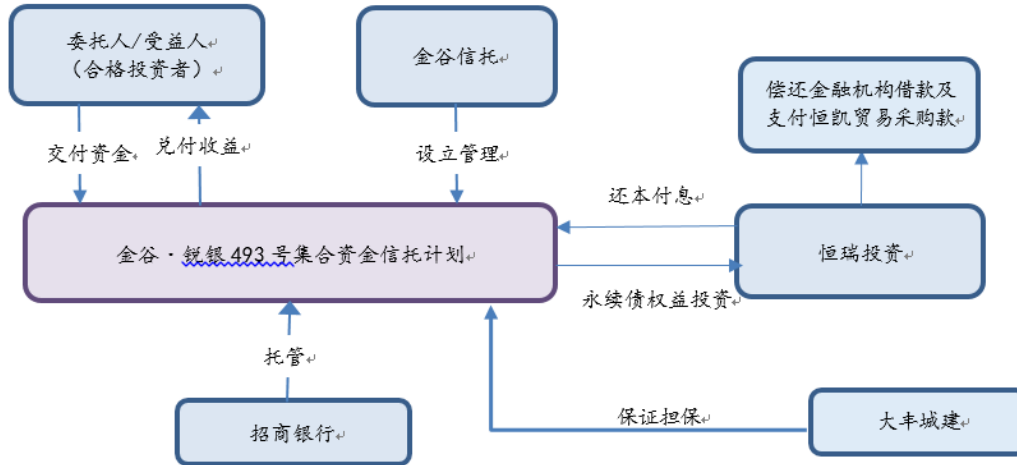 委托人/受益人
（合格投资者）
金谷信托
偿还金融机构借款及
支付恒凯贸易采购款
交付资金
兑付收益
设立管理
还本付息
金谷·锐银 493 号集合资金信托计划
恒瑞投资
永续债权益投资
托管
招商银行
保证担保
大丰城建